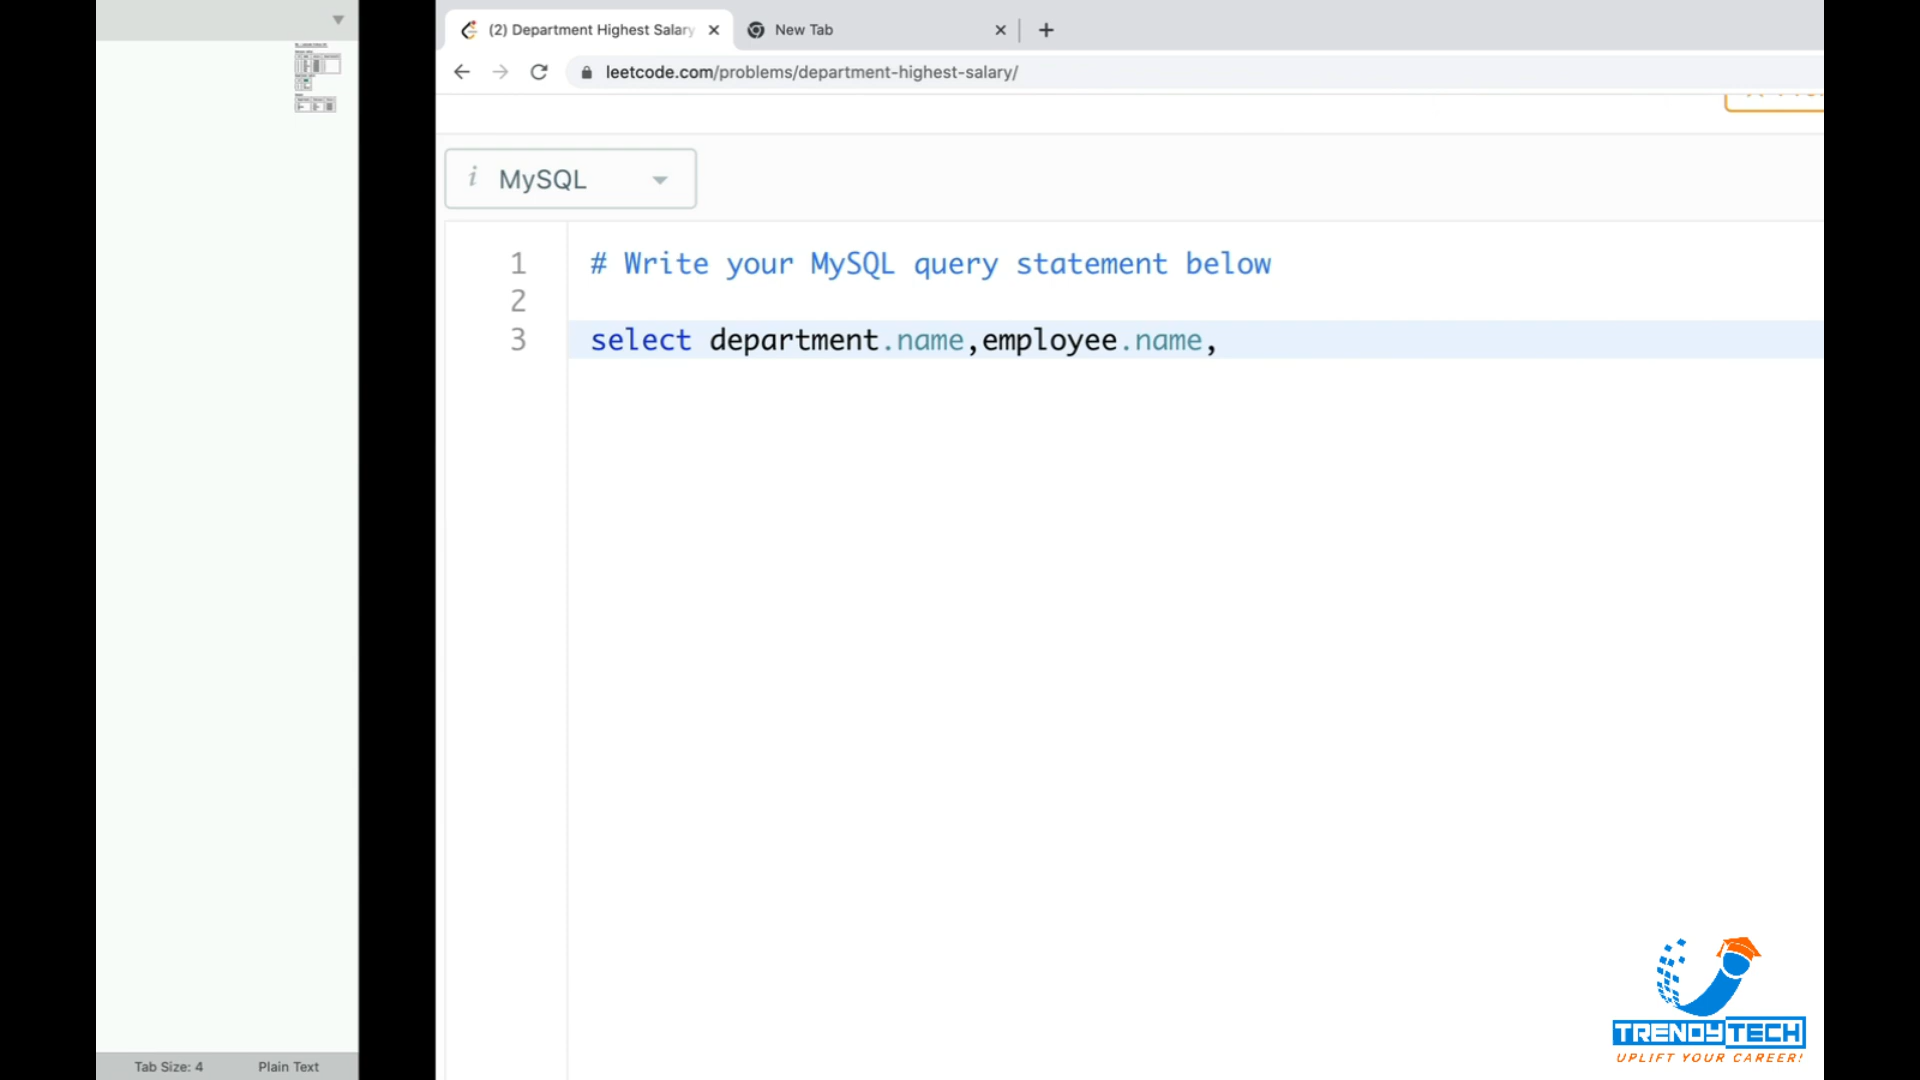 (2) Department Highest Salary
New Tab
leetcode.com/problems/department-highest-salary/
i MySQL
1 # Write your MySQL query statement below
2
3 select department.name,employee.name,
Tab Size: 4 Plain Text
TRENDYTECH
UPLIFT YOUR CAREER!